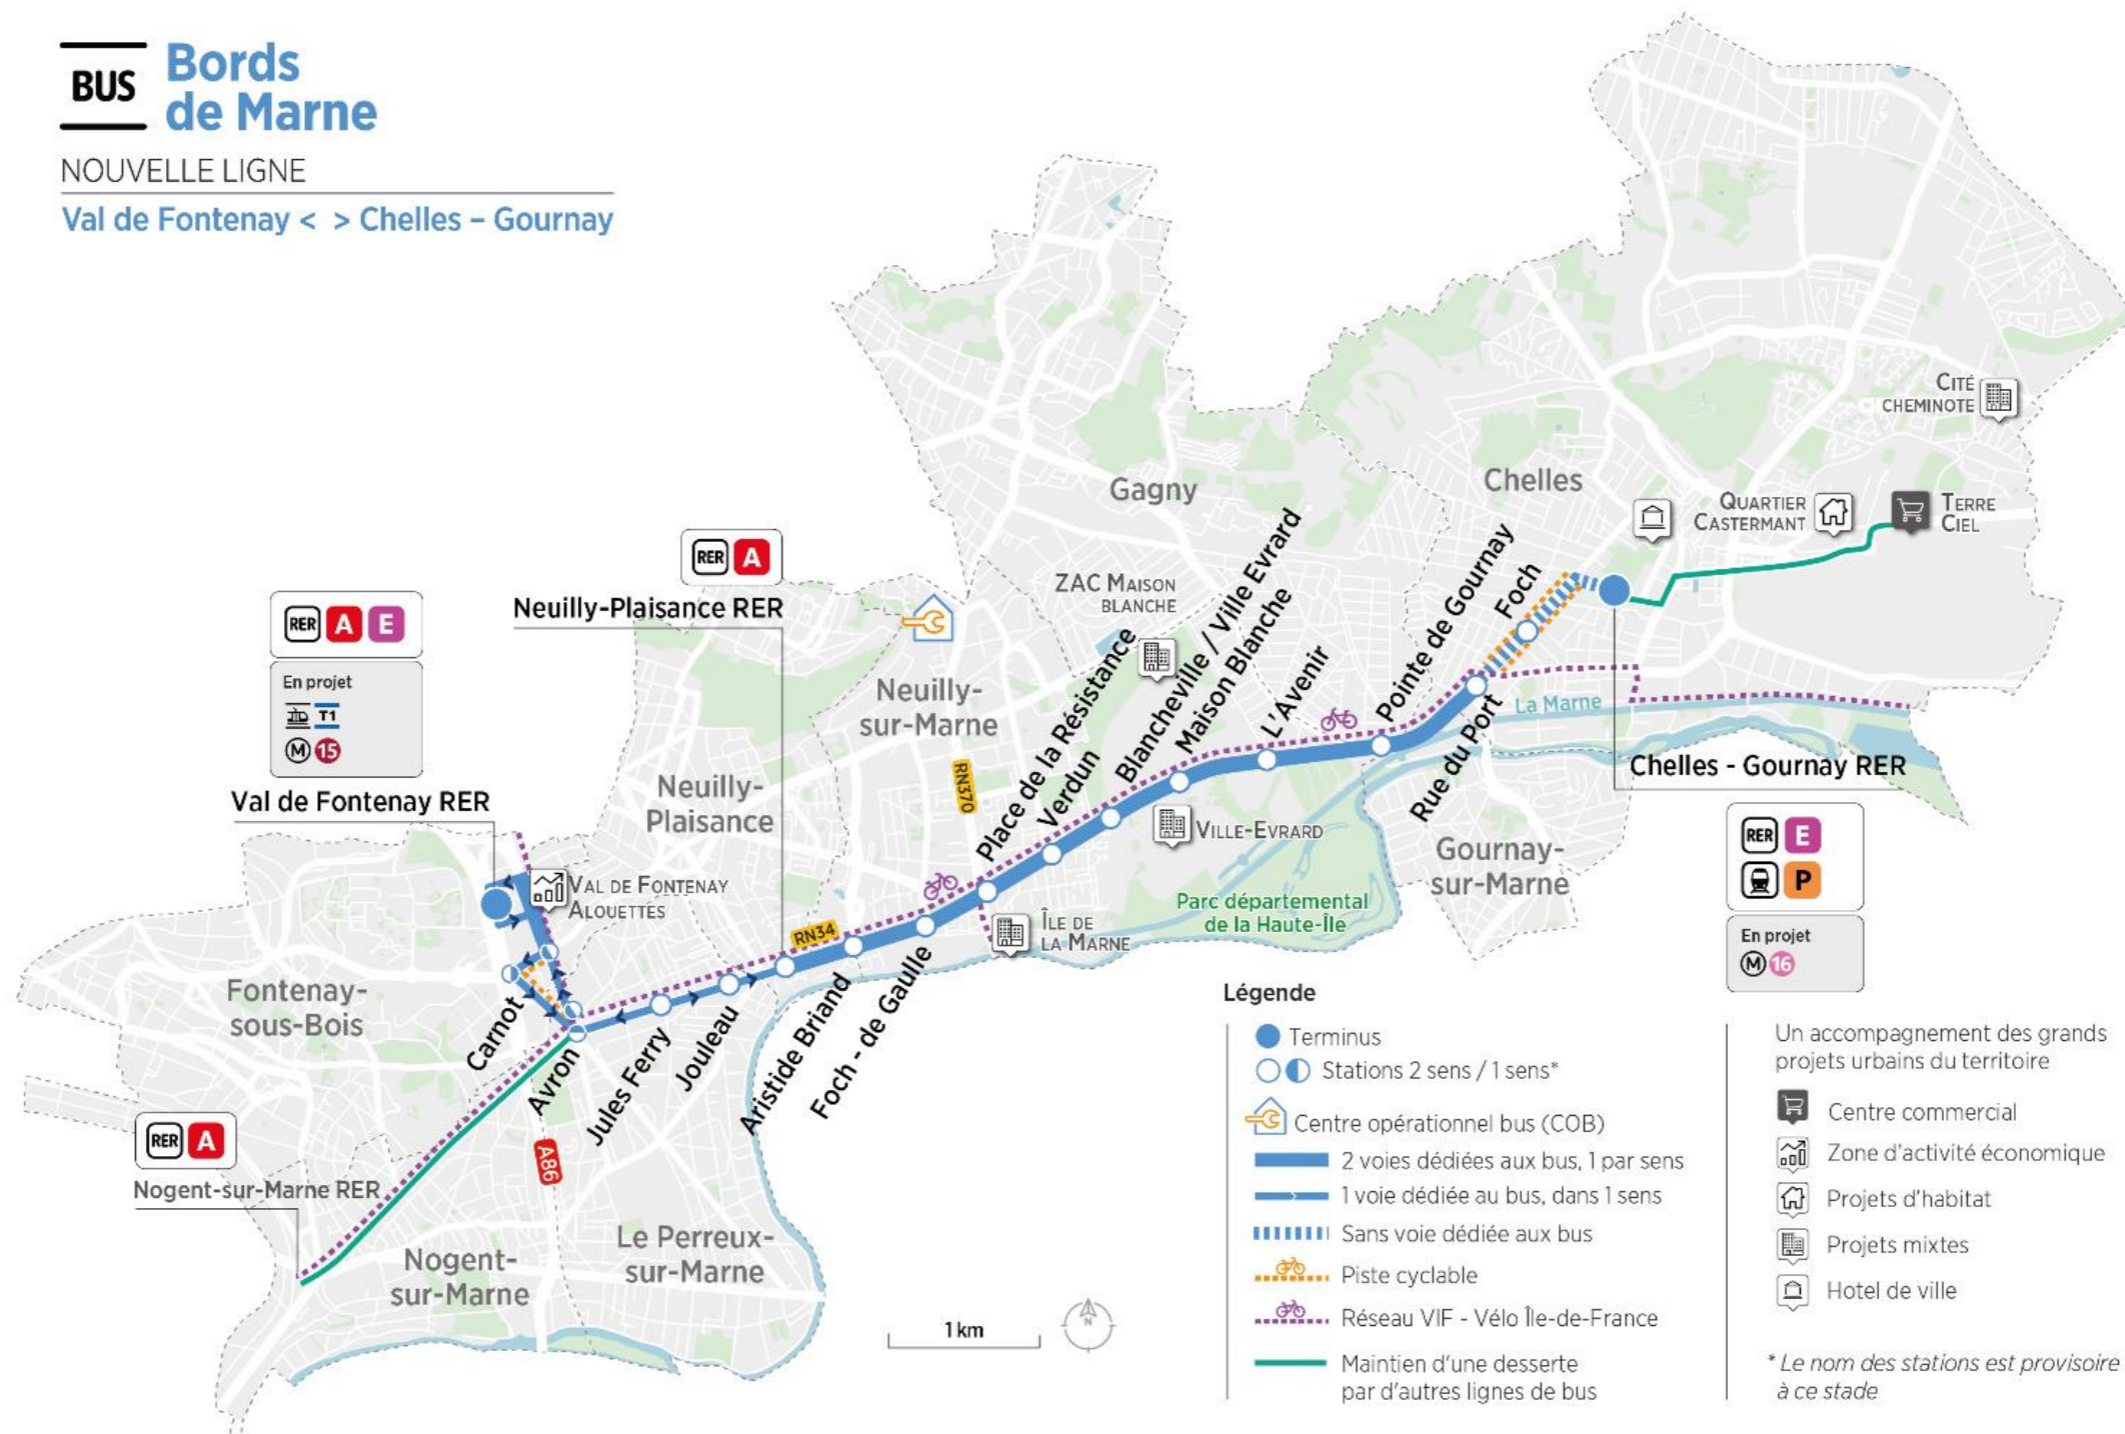 BUS
Bords
de Marne
NOUVELLE LIGNE
Val de Fontenay < > Chelles – Gournay
CITÉ
CHEMINOTE
Chelles
Gagny
QUARTIER
CASTERMANT
TERRE
CIEL
RER A
Neuilly-Plaisance RER
RER A E
En projet
T1
M 15
Val de Fontenay RER
ZAC MAISON
BLANCHE
Neuilly-
sur-Marne
Neuilly-
Plaisance
RN370
Place de la Résistance
Verdun
Blancheville / Ville Evrard
Maison Blanche
L'Avenir
Pointe de Gournay
Foch
Rue du Port
La Marne
Chelles - Gournay RER
RER E
P
En projet
M 16
VILLE-EVRARD
Gournay-
sur-Marne
Parc départemental
de la Haute-Île
ÎLE DE
LA MARNE
VAL DE FONTENAY
ALOUETTES
RN34
Fontenay-
sous-Bois
Carnot
Avron
Jules Ferry
Jouleau
Aristide Briand
Foch - de Gaulle
RER A
Nogent-sur-Marne RER
A86
Nogent-
sur-Marne
Le Perreux-
sur-Marne
1 km
N
Légende
Terminus
Stations 2 sens / 1 sens*
Centre opérationnel bus (COB)
2 voies dédiées aux bus, 1 par sens
1 voie dédiée au bus, dans 1 sens
Sans voie dédiée aux bus
Piste cyclable
Réseau VIF - Vélo Île-de-France
Maintien d'une desserte
par d'autres lignes de bus
Un accompagnement des grands
projets urbains du territoire
Centre commercial
Zone d'activité économique
Projets d'habitat
Projets mixtes
Hotel de ville
* Le nom des stations est provisoire
à ce stade